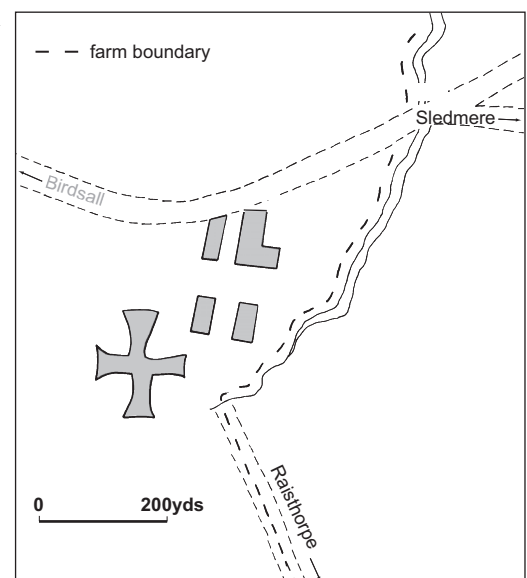 farm boundary
Sledmere
Birdsall
Raisthorpe
0 200yds